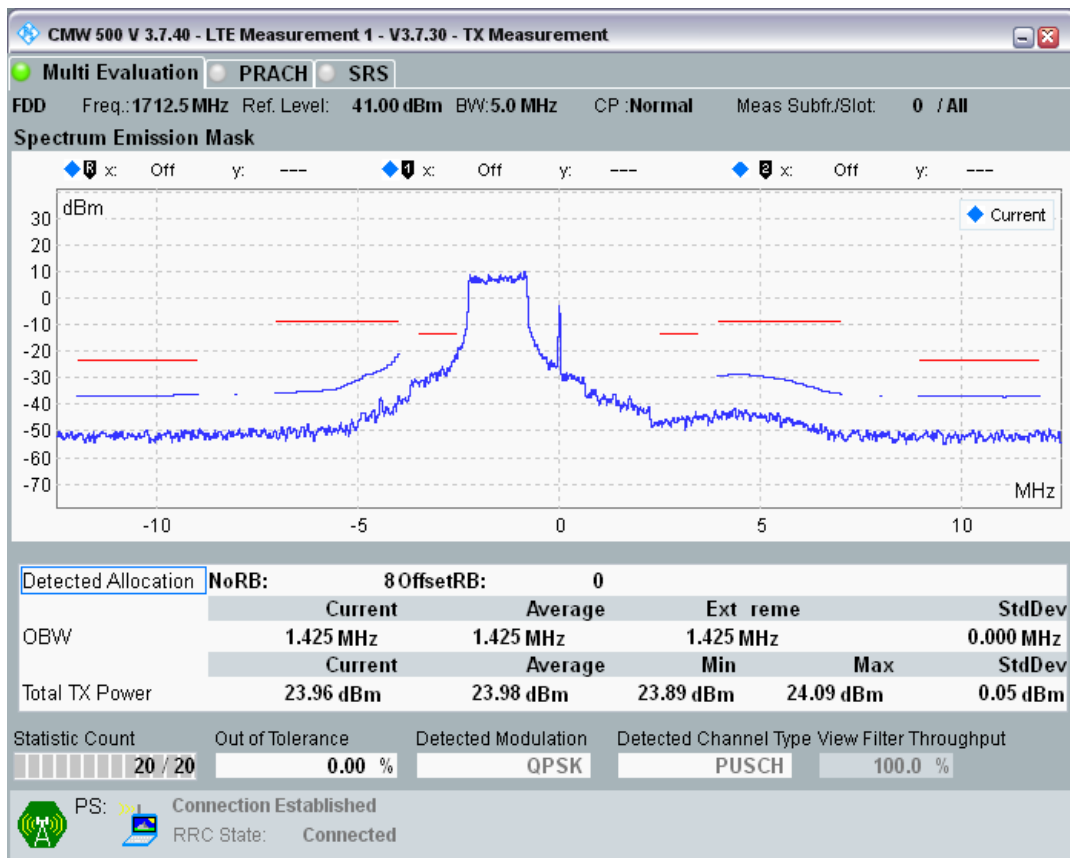 CMW 500 V 3.7.40 - LTE Measurement 1 - V3.7.30 - TX Measurement
Multi Evaluation PRACH SRS
FDD Freq.:1712.5 MHz Ref. Level: 41.00 dBm BW:5.0 MHz CP :Normal Meas Subfr./Slot: 0 / All
Spectrum Emission Mask
R x: Off y: --- 1 x: Off y: --- 2 x: Off y: ---
dBm
Current
30
20
10
0
-10
-20
-30
-40
-50
-60
-70
MHz
-10 -5 0 5 10
Detected Allocation NoRB: 8 OffsetRB: 0
Current Average Ext reme StdDev
OBW 1.425 MHz 1.425 MHz 1.425 MHz 0.000 MHz
Current Average Min Max StdDev
Total TX Power 23.96 dBm 23.98 dBm 23.89 dBm 24.09 dBm 0.05 dBm
Statistic Count Out of Tolerance Detected Modulation Detected Channel Type View Filter Throughput
20 / 20 0.00 % QPSK PUSCH 100.0 %
PS: Connection Established
RRC State: Connected